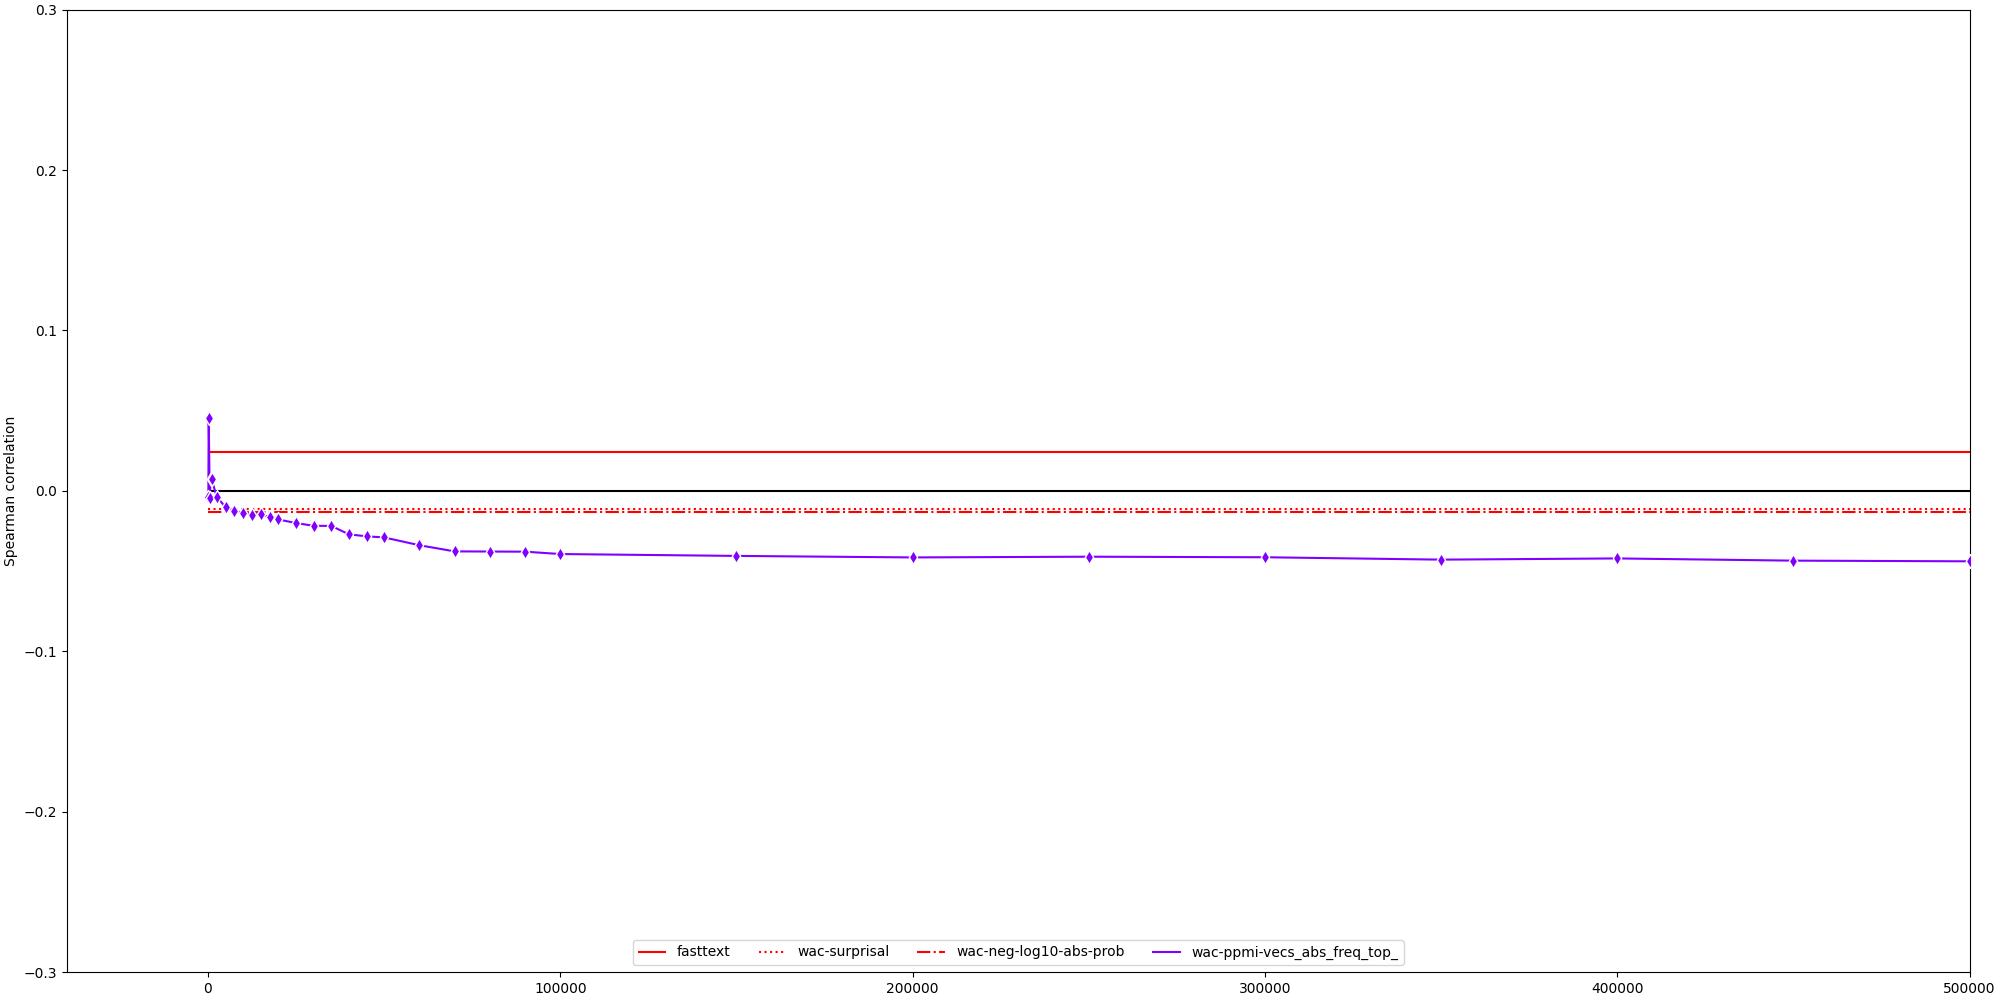 0.3
0.2
0.1
0.0
−0.1
−0.2
−0.3
Spearman correlation
fasttext wac-surprisal wac-neg-log10-abs-prob wac-ppmi-vecs_abs_freq_top_
0 100000 200000 300000 400000 500000